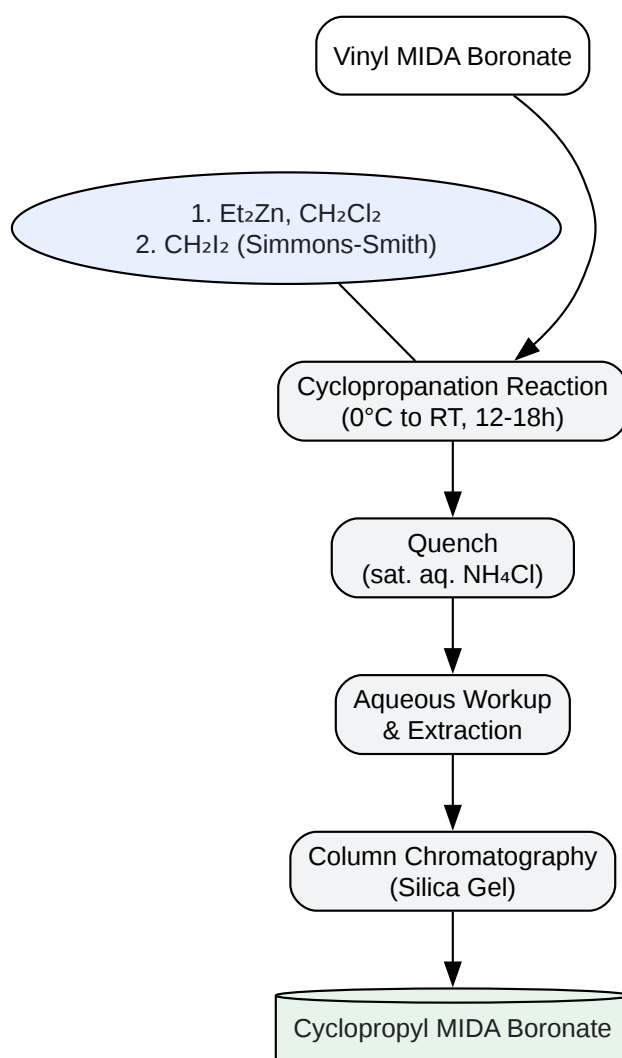 Vinyl MIDA Boronate
1. Et₂Zn, CH₂Cl₂
2. CH₂I₂ (Simmons-Smith)
Cyclopropanation Reaction
(0°C to RT, 12-18h)
Quench
(sat. aq. NH₄Cl)
Aqueous Workup
& Extraction
Column Chromatography
(Silica Gel)
Cyclopropyl MIDA Boronate